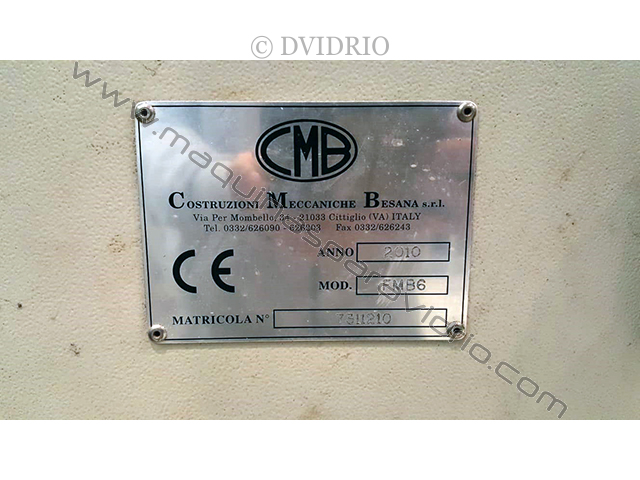 © DVIDRIO
www.maquinasparavidrio.com
CMB
COSTRUZIONI MECCANICHE BESANA s.r.l.
Via Per Mombello, 34 - 21033 Cittiglio (VA) ITALY
Tel. 0332/626090 - 626203 Fax 0332/626243
CE
ANNO 2010
MOD. FMB6
MATRICOLA N°